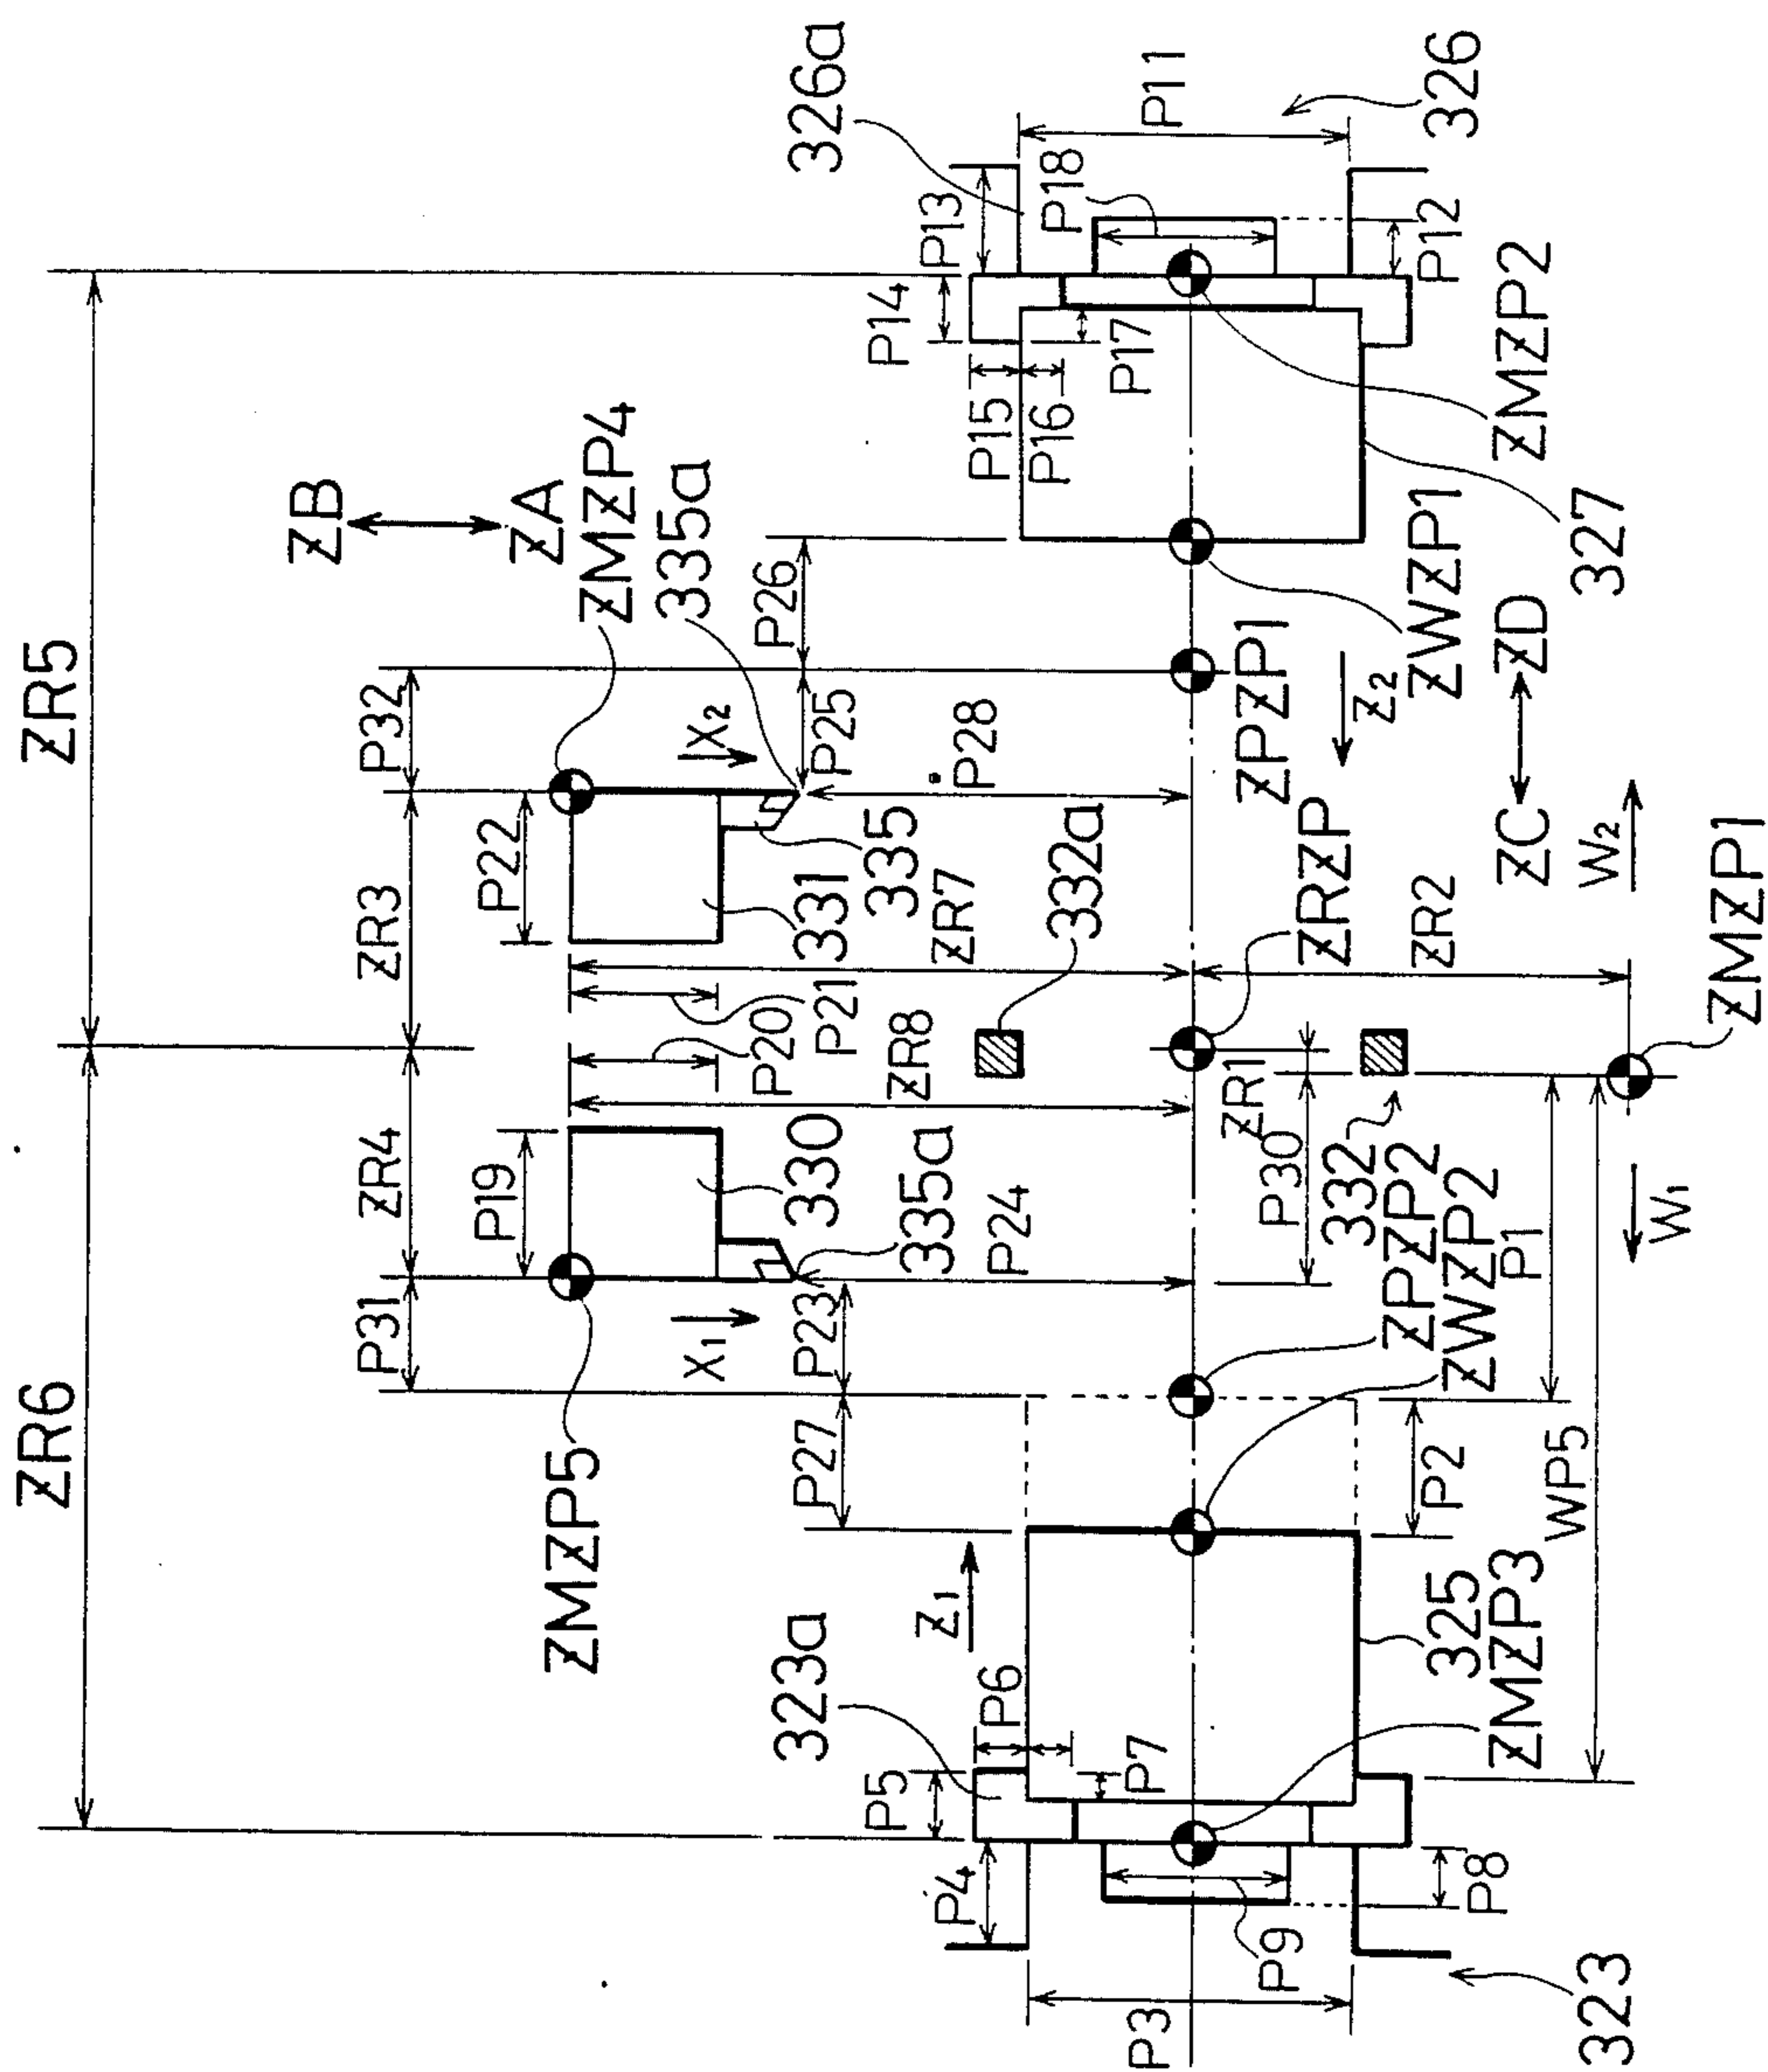 ZR6
ZR5
P31
ZR4
ZR3
P32
ZB
ZA
P19
P22
ZMZP5
ZMZP4
335a
X₁
P20
P21
X₂
P27
P23
330
331
P25
P26
323a
335a
335
ZR8
ZR7
P28
P24
326a
P5
P4
P6
Z₁
332a
P14
P13
P15
P16
P17
P18
P7
P3
P9
P8
P11
P12
ZR1
P30
ZRZP
ZPZP1
Z₂
ZWZP1
326
332
ZPZP2
ZWZP2
ZR2
P2
P1
WP5
325
ZMZP3
ZC
ZD
ZMZP2
327
323
W₁
W₂
ZMZP1